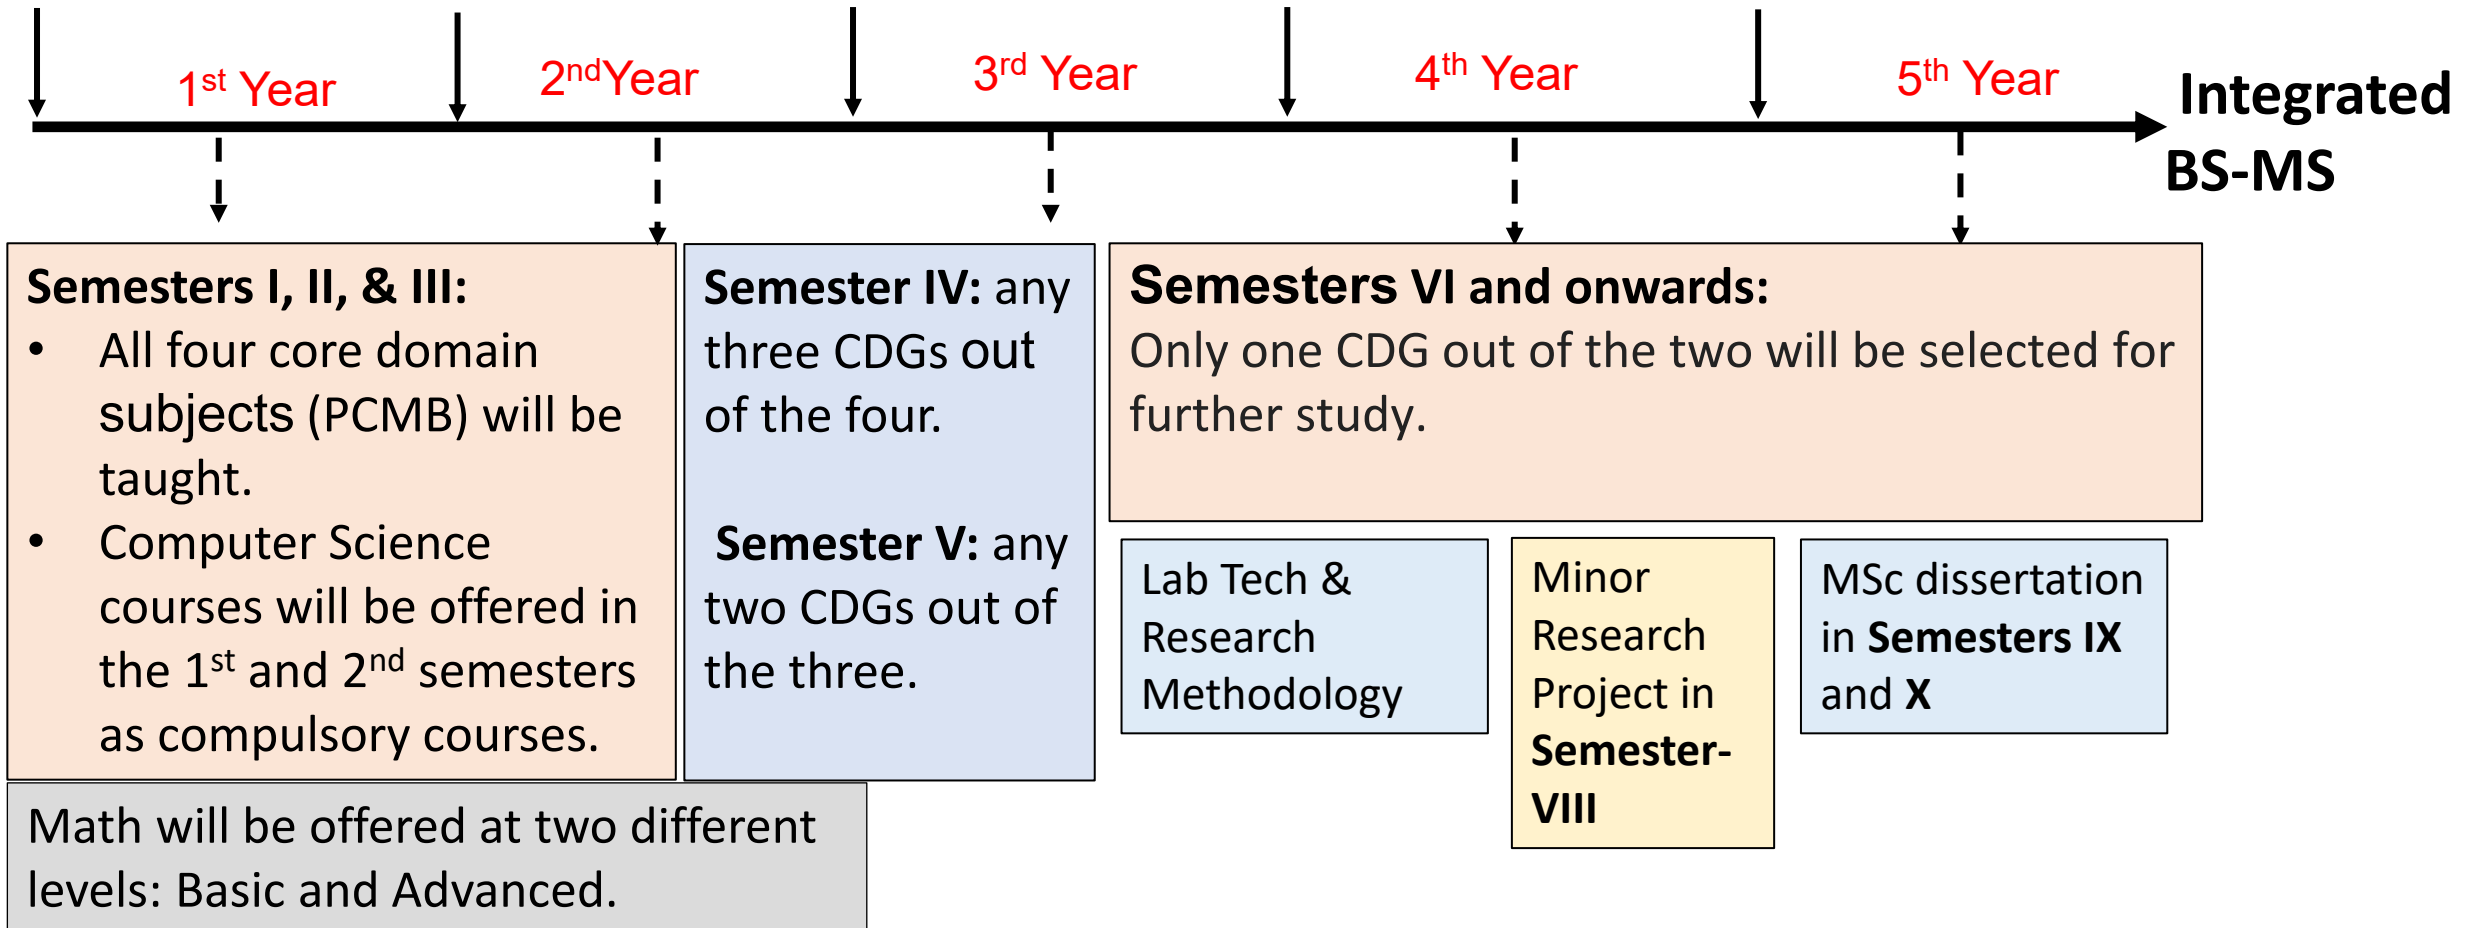 1st Year
2ndYear
3rd Year
4th Year
5th Year
Integrated
BS-MS
Semesters I, II, & III:
• All four core domain
subjects (PCMB) will be
taught.
• Computer Science
courses will be offered in
the 1st and 2nd semesters
as compulsory courses.
Math will be offered at two different
levels: Basic and Advanced.
Semester IV: any
three CDGs out
of the four.
Semester V: any
two CDGs out of
the three.
Semesters VI and onwards:
Only one CDG out of the two will be selected for
further study.
Lab Tech &
Research
Methodology
Minor
Research
Project in
Semester-
VIII
MSc dissertation
in Semesters IX
and X